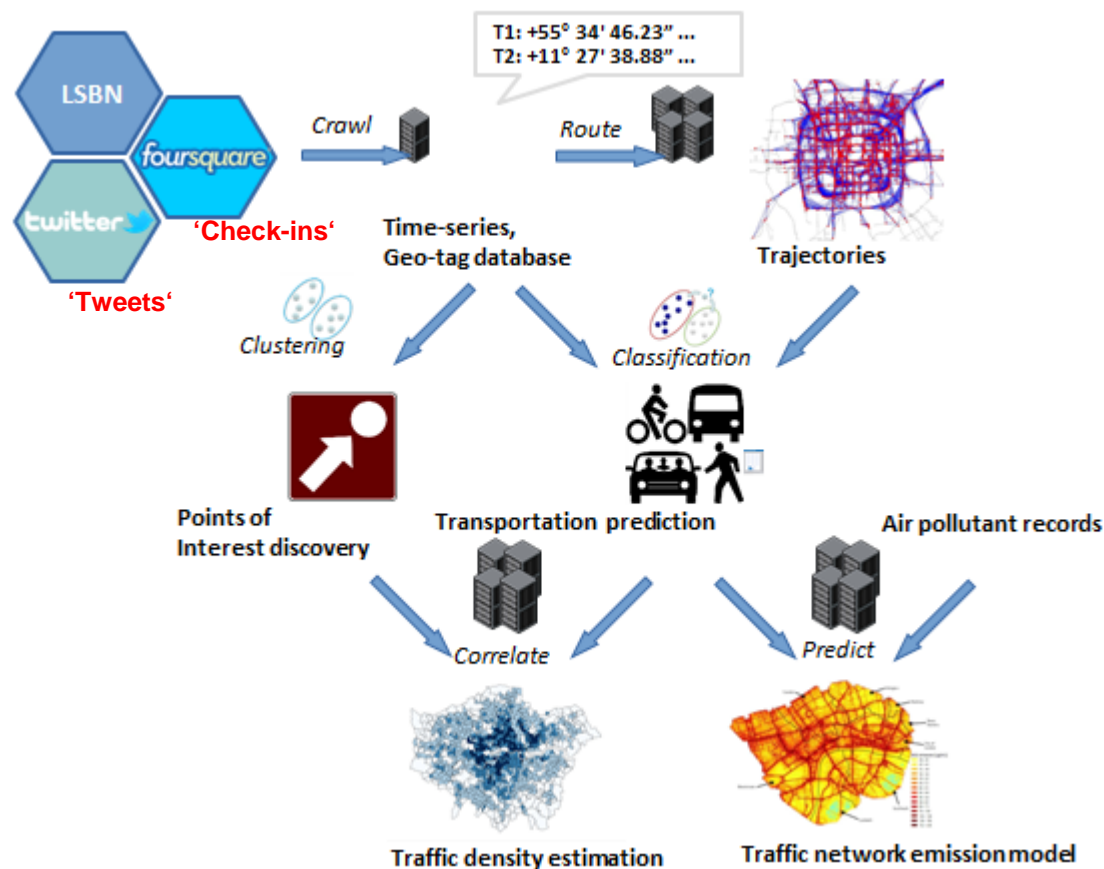 T1: +55° 34' 46.23” ...
T2: +11° 27' 38.88” ...
LSBN
foursquare
twitter
Crawl
Route
‘Check-ins‘
‘Tweets‘
Time-series,
Geo-tag database
Trajectories
Clustering
Classification
?
Points of
Interest discovery
Transportation prediction
Air pollutant records
Correlate
Predict
Traffic density estimation
Traffic network emission model